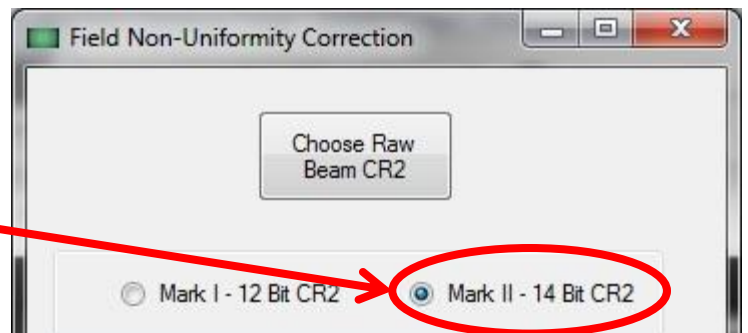 Field Non-Uniformity Correction
Choose Raw
Beam CR2
Mark I - 12 Bit CR2 Mark II - 14 Bit CR2